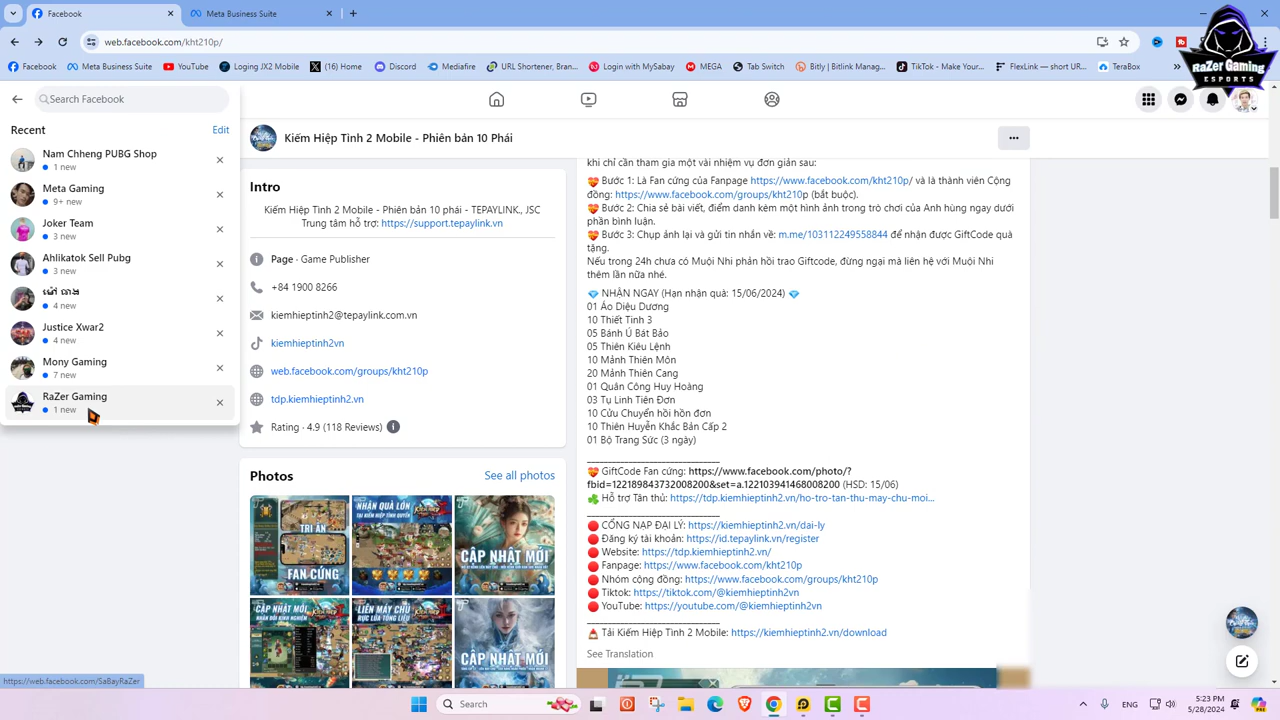 Facebook
Meta Business Suite
web.facebook.com/kht210p/
Facebook
Meta Business Suite
YouTube
Loging JX2 Mobile
(16) Home
Discord
Mediafire
URL Shortener, Bran...
Login with MySabay
MEGA
Tab Switch
Bitly | Bitlink Manag...
TikTok - Make Your...
FlexLink — short UR...
TeraBox
RaZer Gaming
ESPORTS
Search Facebook
Recent
Edit
Nam Chheng PUBG Shop
1 new
Meta Gaming
9+ new
Joker Team
3 new
Ahlikatok Sell Pubg
3 new
4 new
Justice Xwar2
4 new
Mony Gaming
7 new
RaZer Gaming
1 new
Kiếm Hiệp Tình 2 Mobile - Phiên bản 10 Phái
Intro
Kiếm Hiệp Tình 2 Mobile - Phiên bản 10 phái - TEPAYLINK., JSC
Trung tâm hỗ trợ: https://support.tepaylink.vn
Page · Game Publisher
+84 1900 8266
kiemhieptinh2@tepaylink.com.vn
kiemhieptinh2vn
web.facebook.com/groups/kht210p
tdp.kiemhieptinh2.vn
Rating · 4.9 (118 Reviews)
Photos
See all photos
TRI ÂN
FAN CỨNG
NHẬN QUÀ LỚN
CẬP NHẬT MỚI
CẬP NHẬT MỚI
LIÊN MÁY CHỦ
CẬP NHẬT MỚI
khi chỉ cần tham gia một vài nhiệm vụ đơn giản sau:
Bước 1: Là Fan cứng của Fanpage https://www.facebook.com/kht210p/ và là thành viên Cộng
đồng: https://www.facebook.com/groups/kht210p (bắt buộc).
Bước 2: Chia sẻ bài viết, điểm danh kèm một hình ảnh trong trò chơi của Anh hùng ngay dưới
phần bình luận.
Bước 3: Chụp ảnh lại và gửi tin nhắn về: m.me/103112249558844 để nhận được GiftCode quà
tặng.
Nếu trong 24h chưa có Muội Nhi phản hồi trao Giftcode, đừng ngại mà liên hệ với Muội Nhi
thêm lần nữa nhé.
NHẬN NGAY (Hạn nhận quà: 15/06/2024)
01 Áo Diệu Dương
10 Thiết Tinh 3
05 Bánh Ú Bát Bảo
05 Thiên Kiêu Lệnh
10 Mảnh Thiên Môn
20 Mảnh Thiên Cang
01 Quân Công Huy Hoàng
03 Tụ Linh Tiên Đơn
10 Cửu Chuyển hồi hồn đơn
10 Thiên Huyền Khắc Bản Cấp 2
01 Bộ Trang Sức (3 ngày)
GiftCode Fan cứng: https://www.facebook.com/photo/?
fbid=122189843732008200&set=a.122103941468008200 (HSD: 15/06)
Hỗ trợ Tân thủ: https://tdp.kiemhieptinh2.vn/ho-tro-tan-thu-may-chu-moi...
CỔNG NẠP ĐẠI LÝ: https://kiemhieptinh2.vn/dai-ly
Đăng ký tài khoản: https://id.tepaylink.vn/register
Website: https://tdp.kiemhieptinh2.vn/
Fanpage: https://www.facebook.com/kht210p
Nhóm cộng đồng: https://www.facebook.com/groups/kht210p
Tiktok: https://tiktok.com/@kiemhieptinh2vn
YouTube: https://youtube.com/@kiemhieptinh2vn
Tải Kiếm Hiệp Tình 2 Mobile: https://kiemhieptinh2.vn/download
See Translation
https://web.facebook.com/SaBayRaZer
Search
ENG
5:23 PM
5/28/2024